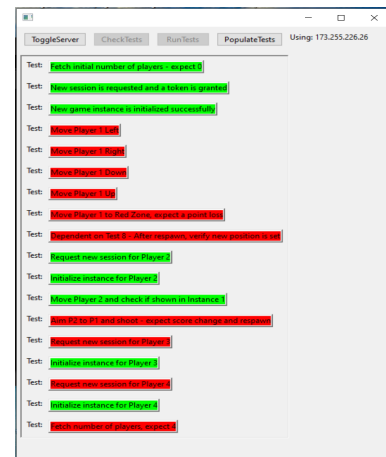 ToggleServer CheckTests RunTests PopulateTests Using: 173.255.226.26
Test: Fetch initial number of players - expect 0
Test: New session is requested and a token is granted
Test: New game instance is initialized successfully
Test: Move Player 1 Left
Test: Move Player 1 Right
Test: Move Player 1 Down
Test: Move Player 1 Up
Test: Move Player 1 to Red Zone, expect a point loss
Test: Dependent on Test 8 - After respawn, verify new position is set
Test: Request new session for Player 2
Test: Initialize instance for Player 2
Test: Move Player 2 and check if shown in Instance 1
Test: Aim P2 to P1 and shoot - expect score change and respawn
Test: Request new session for Player 3
Test: Initialize instance for Player 3
Test: Request new session for Player 4
Test: Initialize instance for Player 4
Test: Fetch number of players, expect 4